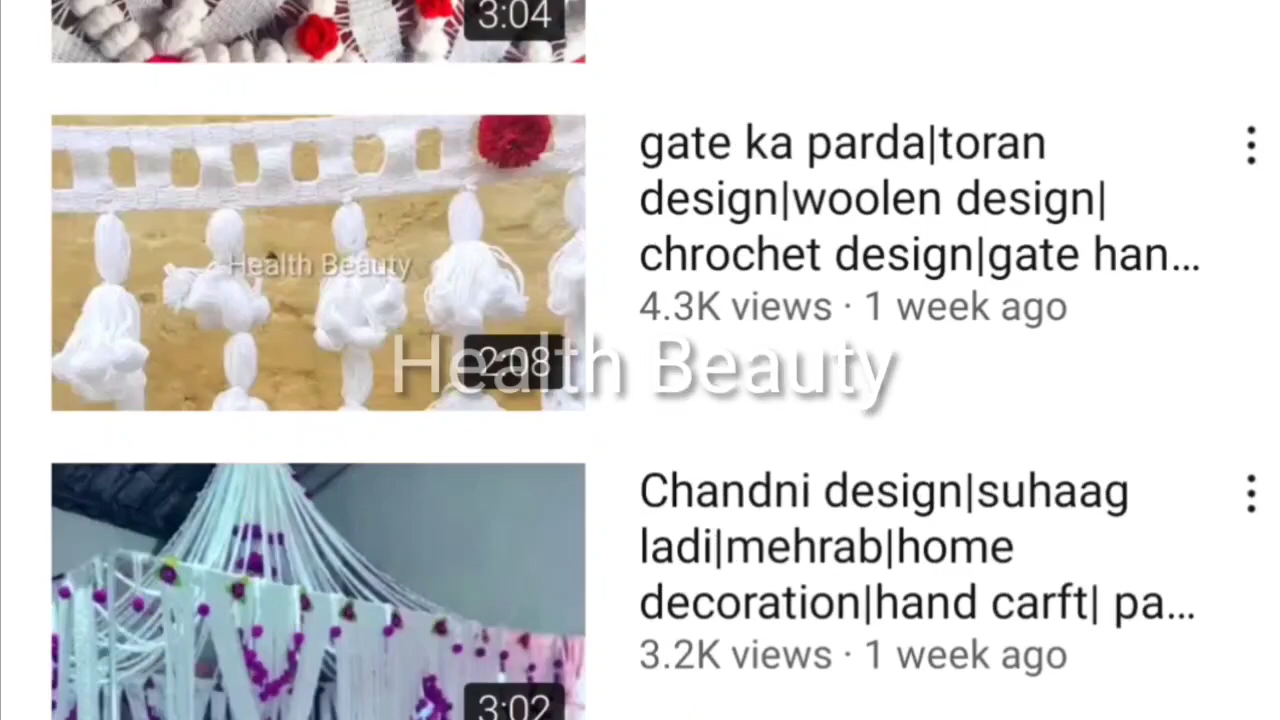 3:04
gate ka parda|toran
design|woolen design|
chrochet design|gate han...
4.3K views · 1 week ago
Health Beauty
2:08
Health Beauty
Chandni design|suhaag
ladi|mehrab|home
decoration|hand carft| pa...
3.2K views · 1 week ago
3:02